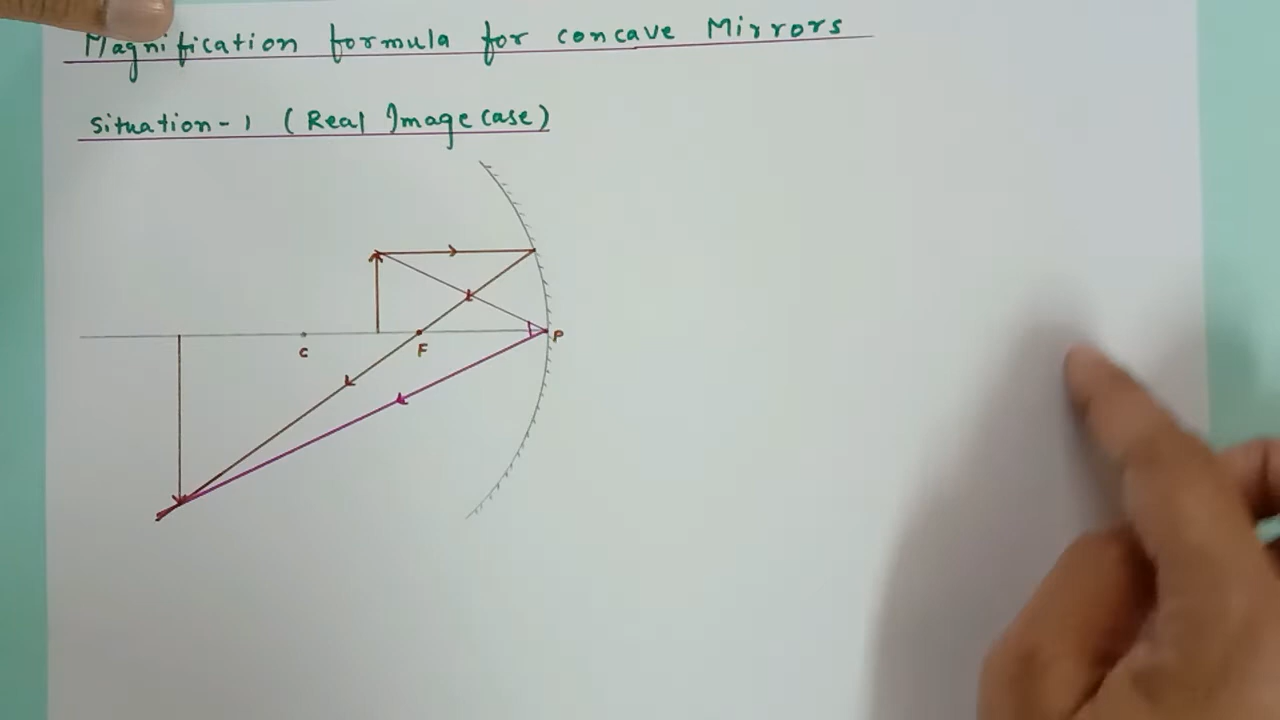 Magnification formula for concave Mirrors
Situation-1 (Real Image case)
C
F
P